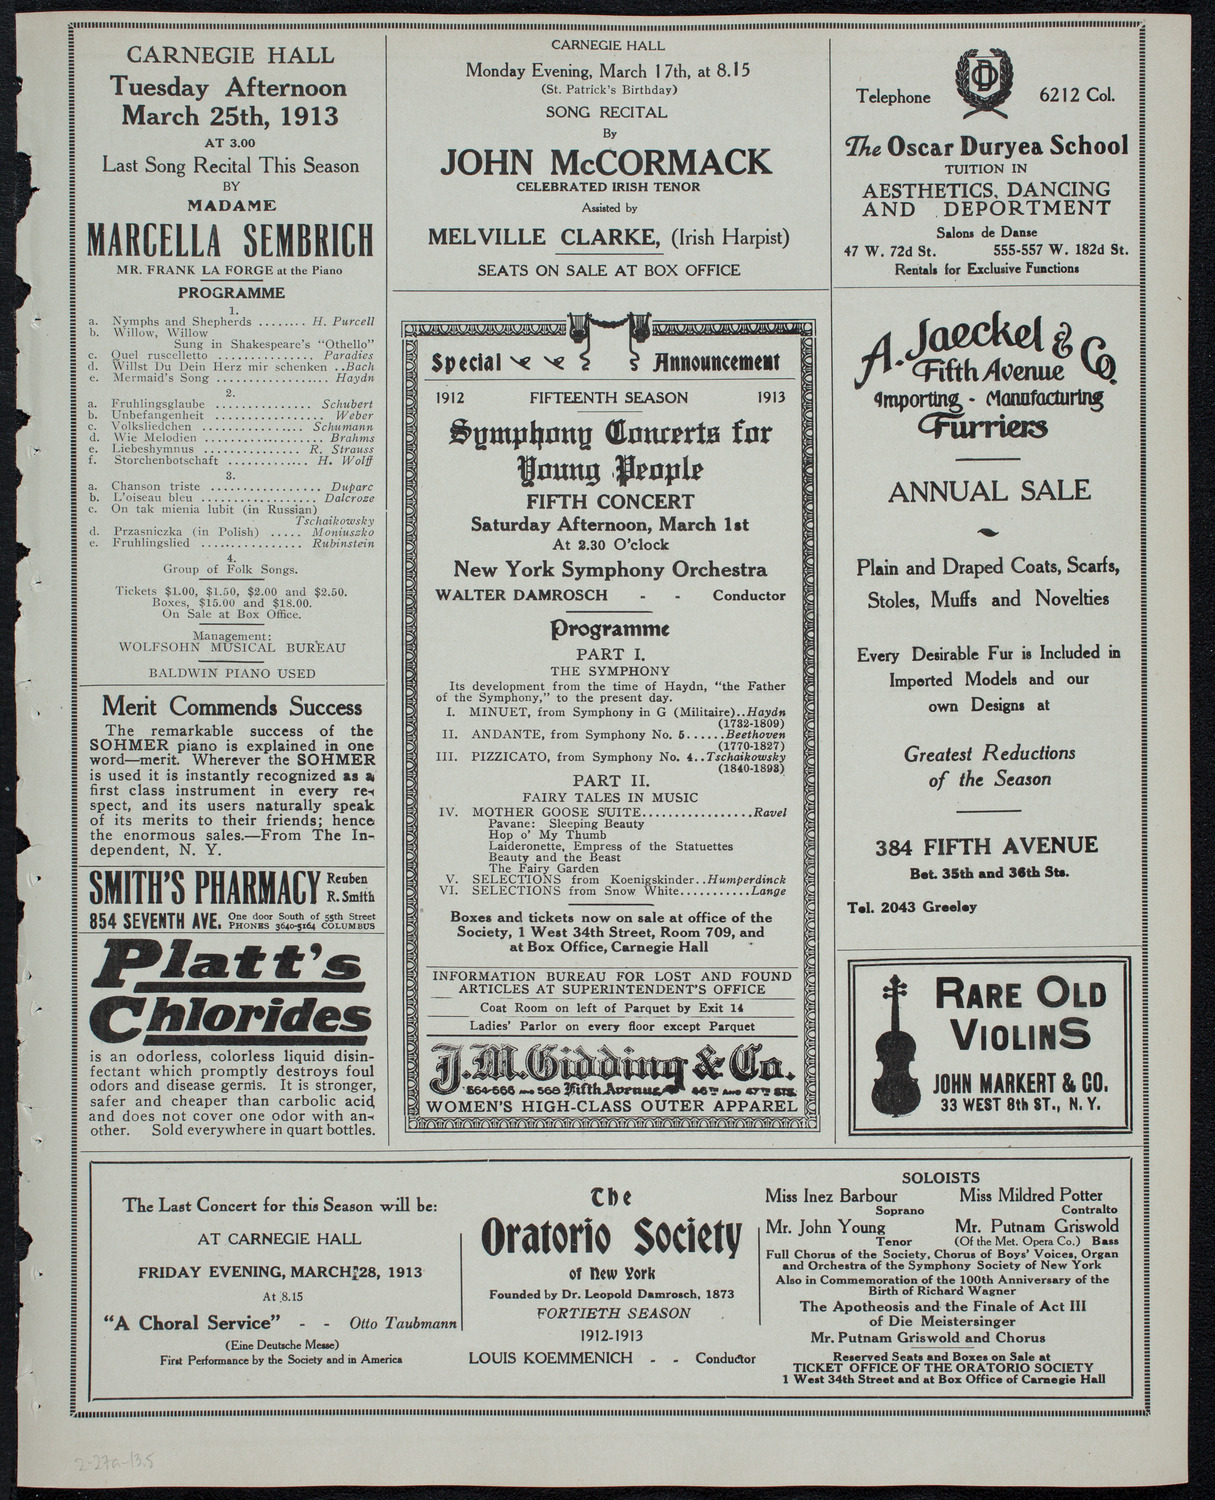 CARNEGIE HALL
Tuesday Afternoon
March 25th, 1913
AT 3.00
Last Song Recital This Season
BY
MADAME
MARCELLA SEMBRICH
MR. FRANK LA FORGE at the Piano
PROGRAMME
1.
a. Nymphs and Shepherds ........ H. Purcell
b. Willow, Willow
Sung in Shakespeare's "Othello"
c. Quel ruscelletto .............. Paradies
d. Willst Du Dein Herz mir schenken ..Bach
e. Mermaid's Song ................. Haydn
2.
a. Fruhlingsglaube ............... Schubert
b. Unbefangenheit ................ Weber
c. Volksliedchen ............... Schumann
d. Wie Melodien .................. Brahms
e. Liebeshymnus ............. R. Strauss
f. Storchenbotschaft ............ H. Wolff
3.
a. Chanson triste ................ Duparc
b. L'oiseau bleu ................. Dalcroze
c. On tak mienia lubit (in Russian)
Tschaikowsky
d. Przasniczka (in Polish) ..... Moniuszko
e. Fruhlingslied ............... Rubinstein
4.
Group of Folk Songs.
Tickets $1.00, $1.50, $2.00 and $2.50.
Boxes, $15.00 and $18.00.
On Sale at Box Office.
Management:
WOLFSOHN MUSICAL BUREAU
BALDWIN PIANO USED
Merit Commends Success
The remarkable success of the
SOHMER piano is explained in one
word—merit. Wherever the SOHMER
is used it is instantly recognized as a
first class instrument in every re-
spect, and its users naturally speak
of its merits to their friends; hence
the enormous sales.—From The In-
dependent, N. Y.
SMITH'S PHARMACY Reuben R. Smith
854 SEVENTH AVE. One door South of 55th Street
PHONES 3640-5164 COLUMBUS
Platt's
Chlorides
is an odorless, colorless liquid disin-
fectant which promptly destroys foul
odors and disease germs. It is stronger,
safer and cheaper than carbolic acid
and does not cover one odor with an-
other. Sold everywhere in quart bottles.
CARNEGIE HALL
Monday Evening, March 17th, at 8.15
(St. Patrick's Birthday)
SONG RECITAL
By
JOHN McCORMACK
CELEBRATED IRISH TENOR
Assisted by
MELVILLE CLARKE, (Irish Harpist)
SEATS ON SALE AT BOX OFFICE
Special Announcement
1912 FIFTEENTH SEASON 1913
Symphony Concerts for
Young People
FIFTH CONCERT
Saturday Afternoon, March 1st
At 2.30 O'clock
New York Symphony Orchestra
WALTER DAMROSCH - - Conductor
Programme
PART I.
THE SYMPHONY
Its development from the time of Haydn, "the Father
of the Symphony," to the present day.
I. MINUET, from Symphony in G (Militaire)..Haydn
(1732-1809)
II. ANDANTE, from Symphony No. 5......Beethoven
(1770-1827)
III. PIZZICATO, from Symphony No. 4..Tschaikowsky
(1840-1893)
PART II.
FAIRY TALES IN MUSIC
IV. MOTHER GOOSE SUITE.................Ravel
Pavane: Sleeping Beauty
Hop o' My Thumb
Laideronette, Empress of the Statuettes
Beauty and the Beast
The Fairy Garden
V. SELECTIONS from Koenigskinder..Humperdinck
VI. SELECTIONS from Snow White...........Lange
Boxes and tickets now on sale at office of the
Society, 1 West 34th Street, Room 709, and
at Box Office, Carnegie Hall
INFORMATION BUREAU FOR LOST AND FOUND
ARTICLES AT SUPERINTENDENT'S OFFICE
Coat Room on left of Parquet by Exit 14
Ladies' Parlor on every floor except Parquet
J.M. Gidding & Co.
564-566 AND 568 Fifth Avenue 46TH AND 47TH STS.
WOMEN'S HIGH-CLASS OUTER APPAREL
Telephone DO 6212 Col.
The Oscar Duryea School
TUITION IN
AESTHETICS, DANCING
AND DEPORTMENT
Salons de Danse
47 W. 72d St. 555-557 W. 182d St.
Rentals for Exclusive Functions
A. Jaeckel & Co.
Fifth Avenue
Importing - Manufacturing
Furriers
ANNUAL SALE
Plain and Draped Coats, Scarfs,
Stoles, Muffs and Novelties
Every Desirable Fur is Included in
Imported Models and our
own Designs at
Greatest Reductions
of the Season
384 FIFTH AVENUE
Bet. 35th and 36th Sts.
Tel. 2043 Greeley
RARE OLD
VIOLINS
JOHN MARKERT & CO.
33 WEST 8th ST., N. Y.
The Last Concert for this Season will be:
AT CARNEGIE HALL
FRIDAY EVENING, MARCH 28, 1913
At 8.15
"A Choral Service" - - Otto Taubmann
(Eine Deutsche Messe)
First Performance by the Society and in America
The
Oratorio Society
of New York
Founded by Dr. Leopold Damrosch, 1873
FORTIETH SEASON
1912-1913
LOUIS KOEMMENICH - - Conductor
SOLOISTS
Miss Inez Barbour Miss Mildred Potter
Soprano Contralto
Mr. John Young Mr. Putnam Griswold
Tenor (Of the Met. Opera Co.) Bass
Full Chorus of the Society, Chorus of Boys' Voices, Organ
and Orchestra of the Symphony Society of New York
Also in Commemoration of the 100th Anniversary of the
Birth of Richard Wagner
The Apotheosis and the Finale of Act III
of Die Meistersinger
Mr. Putnam Griswold and Chorus
Reserved Seats and Boxes on Sale at
TICKET OFFICE OF THE ORATORIO SOCIETY
1 West 34th Street and at Box Office of Carnegie Hall
2-27a-13.5